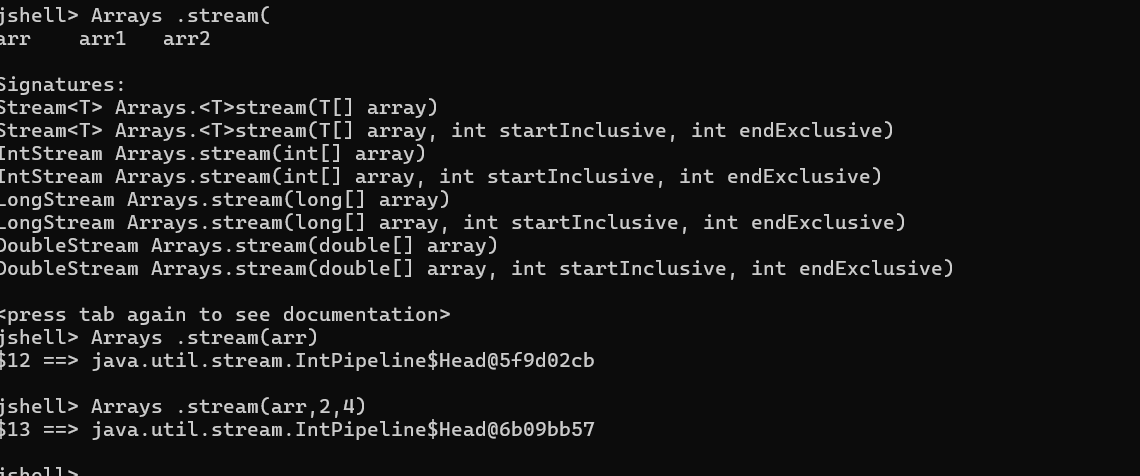 jshell> Arrays .stream(
arr    arr1   arr2
Signatures:
Stream<T> Arrays.<T>stream(T[] array)
Stream<T> Arrays.<T>stream(T[] array, int startInclusive, int endExclusive)
IntStream Arrays.stream(int[] array)
IntStream Arrays.stream(int[] array, int startInclusive, int endExclusive)
LongStream Arrays.stream(long[] array)
LongStream Arrays.stream(long[] array, int startInclusive, int endExclusive)
DoubleStream Arrays.stream(double[] array)
DoubleStream Arrays.stream(double[] array, int startInclusive, int endExclusive)
<press tab again to see documentation>
jshell> Arrays .stream(arr)
$12 ==> java.util.stream.IntPipeline$Head@5f9d02cb
jshell> Arrays .stream(arr,2,4)
$13 ==> java.util.stream.IntPipeline$Head@6b09bb57
jshell>